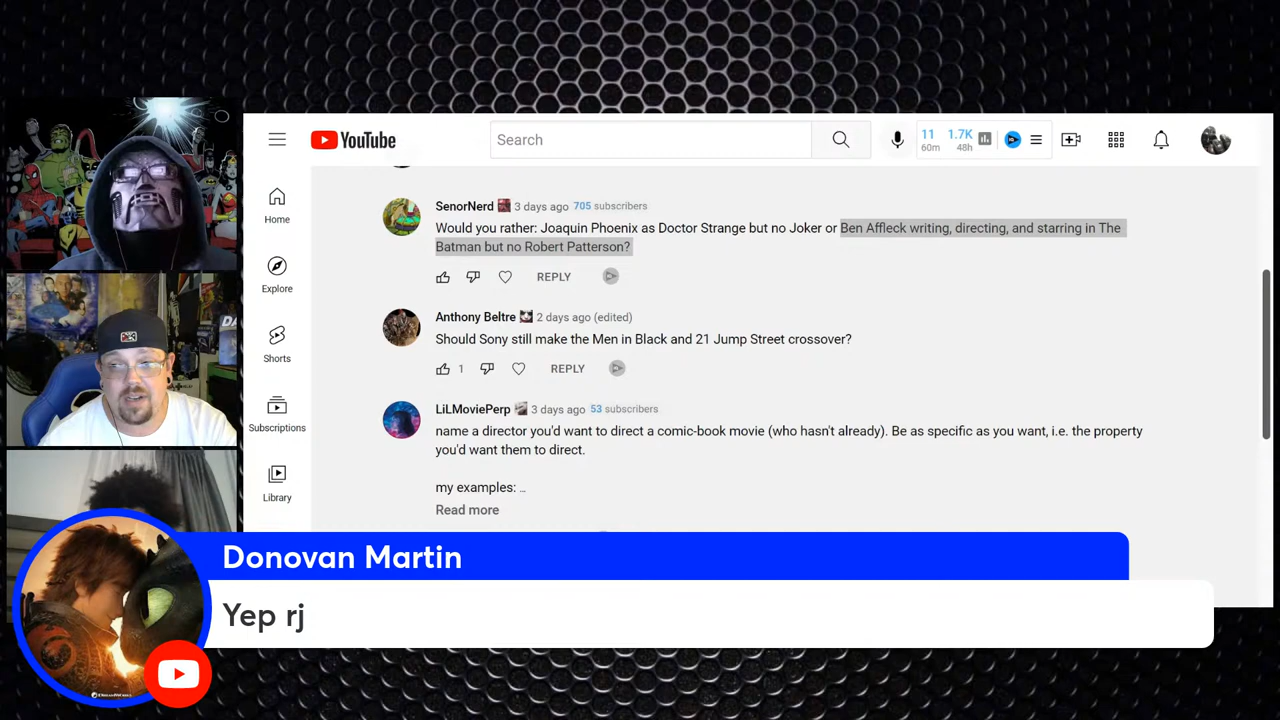 YouTube
Search
11 1.7K
60m 48h
Home
Explore
Shorts
Subscriptions
Library
SenorNerd 3 days ago 705 subscribers
Would you rather: Joaquin Phoenix as Doctor Strange but no Joker or Ben Affleck writing, directing, and starring in The
Batman but no Robert Patterson?
REPLY
Anthony Beltre 2 days ago (edited)
Should Sony still make the Men in Black and 21 Jump Street crossover?
1 REPLY
LiLMoviePerp 3 days ago 53 subscribers
name a director you'd want to direct a comic-book movie (who hasn't already). Be as specific as you want, i.e. the property
you'd want them to direct.
my examples: ...
Read more
Donovan Martin
Yep rj